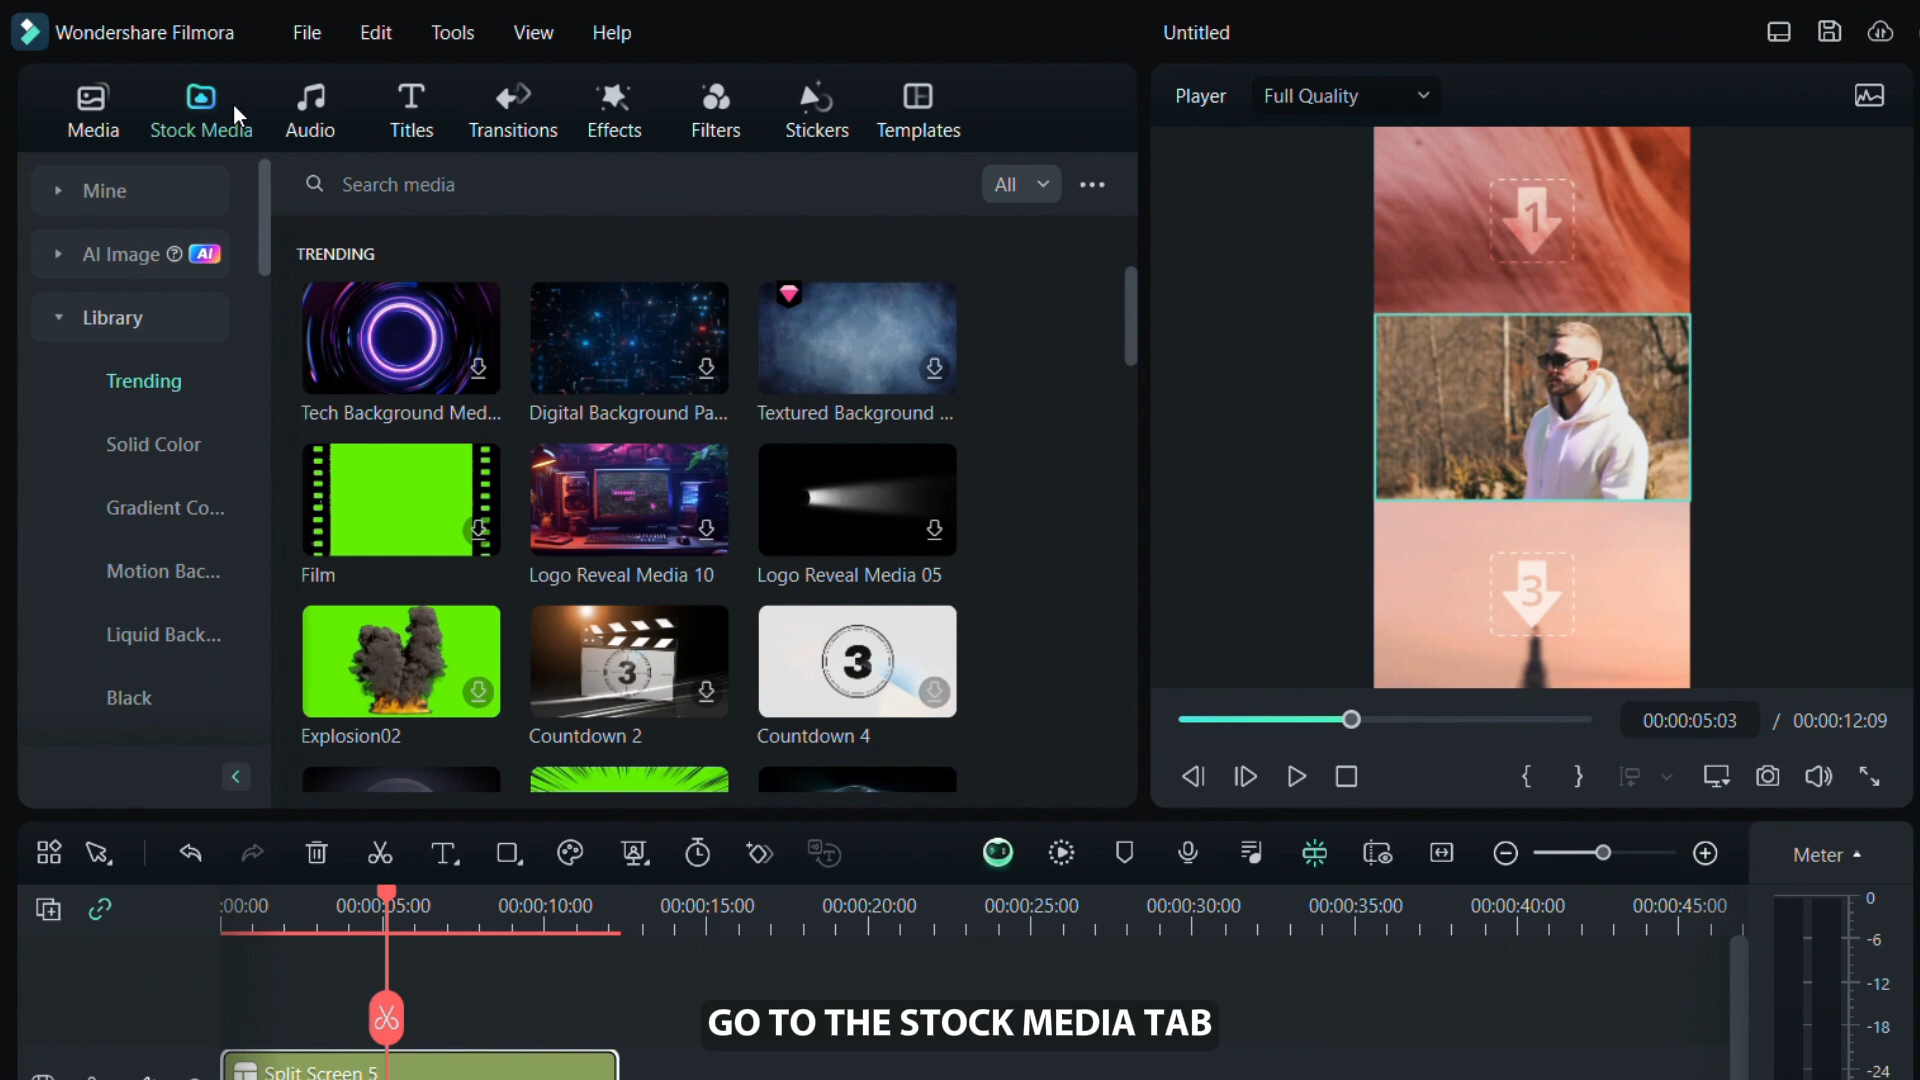 Wondershare Filmora
File
Edit
Tools
View
Help
Untitled
Media
Stock Media
Audio
Titles
Transitions
Effects
Filters
Stickers
Templates
Player
Full Quality
Mine
AI Image
AI
Library
Trending
Solid Color
Gradient Co...
Motion Bac...
Liquid Back...
Black
Search media
All
TRENDING
Tech Background Med...
Digital Background Pa...
Textured Background ...
Film
Logo Reveal Media 10
Logo Reveal Media 05
3
3
Explosion02
Countdown 2
Countdown 4
1
3
00:00:05:03 / 00:00:12:09
Meter
:00:00
00:00:05:00
00:00:10:00
00:00:15:00
00:00:20:00
00:00:25:00
00:00:30:00
00:00:35:00
00:00:40:00
00:00:45:00
0
-6
-12
-18
-24
GO TO THE STOCK MEDIA TAB
Split Screen 5